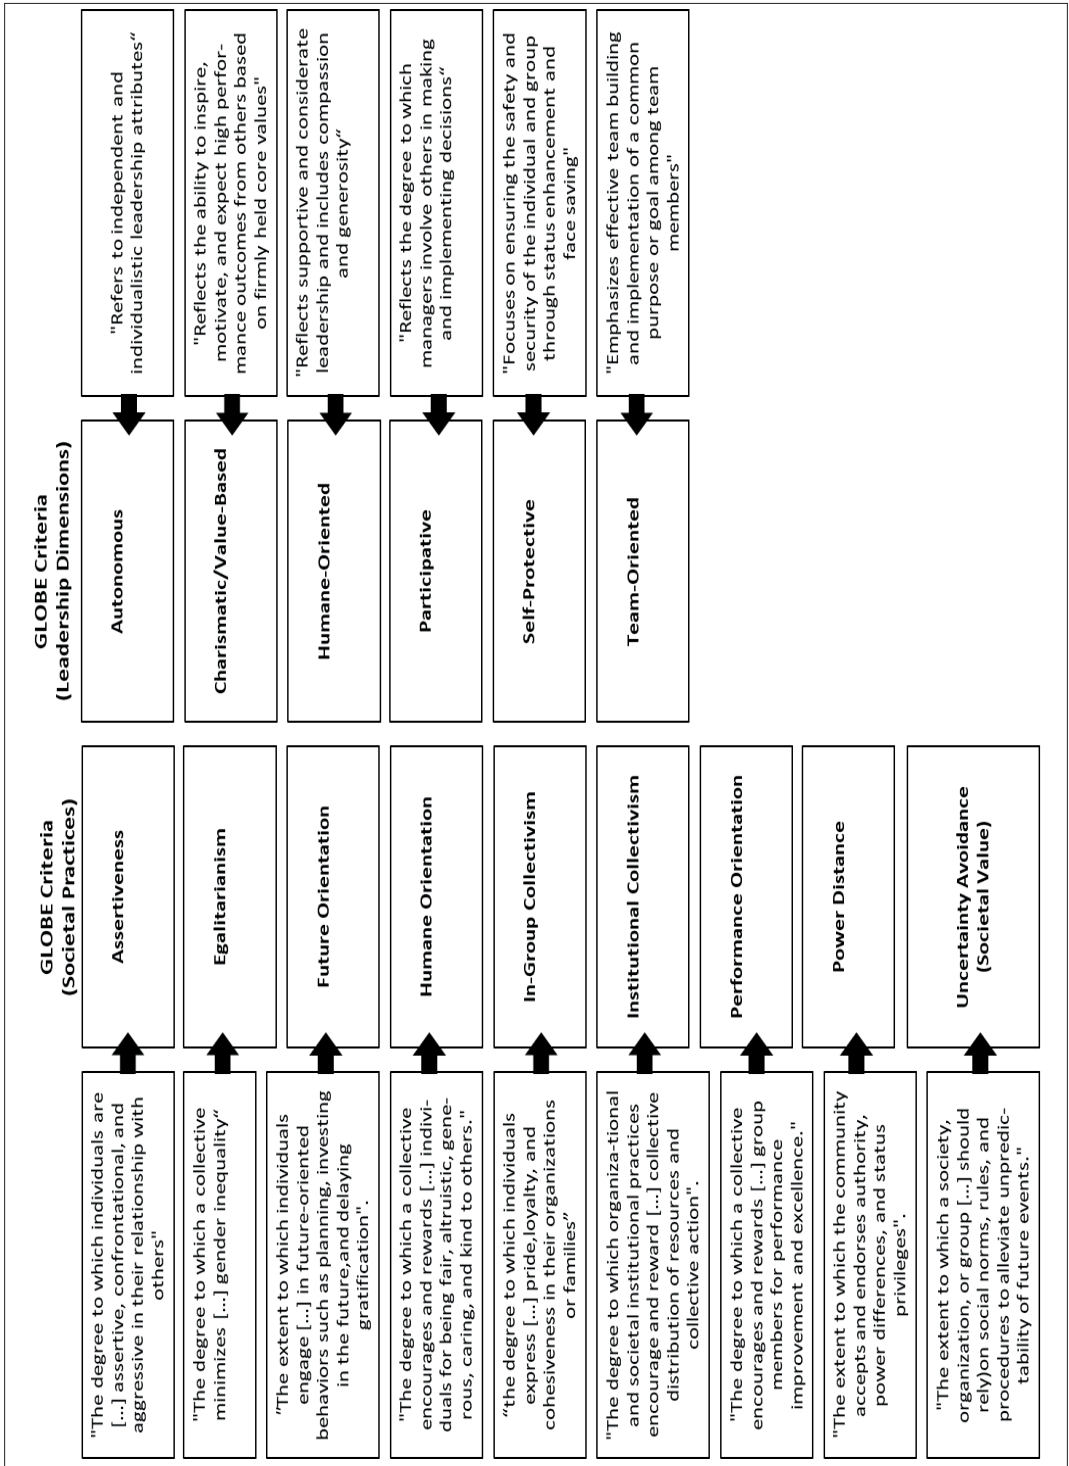 GLOBE Criteria
(Societal Practices)
"The degree to which individuals are
[...] assertive, confrontational, and
aggressive in their relationship with
others"
Assertiveness
"The degree to which a collective
minimizes [...] gender inequality“
Egalitarianism
“The extent to which individuals
engage [...] in future-oriented
behaviors such as planning, investing
in the future,and delaying
gratification".
Future Orientation
"The degree to which a collective
encourages and rewards [...] indivi-
duals for being fair, altruistic, gene-
rous, caring, and kind to others."
Humane Orientation
“the degree to which individuals
express [...] pride,loyalty, and
cohesiveness in their organizations
or families”
In-Group Collectivism
"The degree to which organiza-tional
and societal institutional practices
encourage and reward [...] collective
distribution of resources and
collective action".
Institutional Collectivism
"The degree to which a collective
encourages and rewards [...] group
members for performance
improvement and excellence."
Performance Orientation
"The extent to which the community
accepts and endorses authority,
power differences, and status
privileges".
Power Distance
"The extent to which a society,
organization, or group [...] should
rely)on social norms, rules, and
procedures to alleviate unpredic-
tability of future events."
Uncertainty Avoidance
(Societal Value)
GLOBE Criteria
(Leadership Dimensions)
Autonomous
"Refers to independent and
individualistic leadership attributes“
Charismatic/Value-Based
"Reflects the ability to inspire,
motivate, and expect high perfor-
mance outcomes from others based
on firmly held core values"
Humane-Oriented
"Reflects supportive and considerate
leadership and includes compassion
and generosity“
Participative
"Reflects the degree to which
managers involve others in making
and implementing decisions“
Self-Protective
"Focuses on ensuring the safety and
security of the individual and group
through status enhancement and
face saving"
Team-Oriented
"Emphasizes effective team building
and implementation of a common
purpose or goal among team
members"